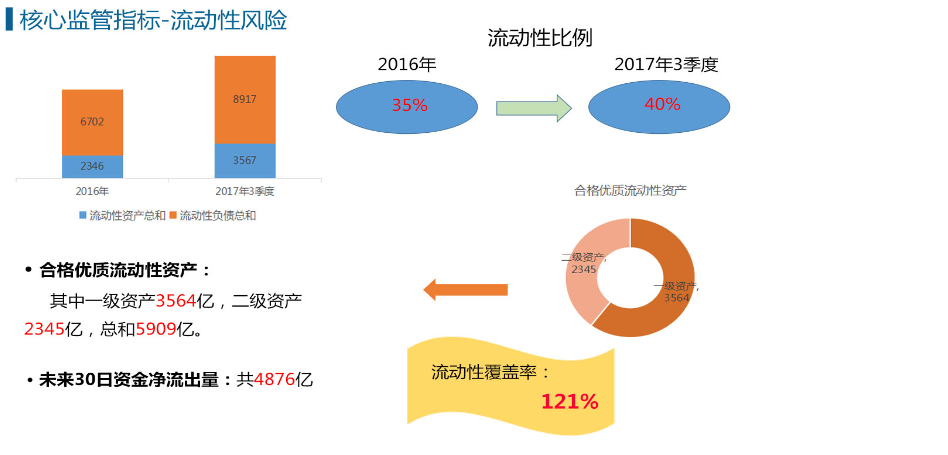 核心监管指标-流动性风险
流动性比例
2016年
2017年3季度
35%
40%
8917
6702
3567
2346
2016年
2017年3季度
流动性资产总和
流动性负债总和
合格优质流动性资产
二级资产,
2345
一级资产,
3564
• 合格优质流动性资产：
其中一级资产3564亿，二级资产
2345亿，总和5909亿。
• 未来30日资金净流出量：共4876亿
流动性覆盖率：
121%